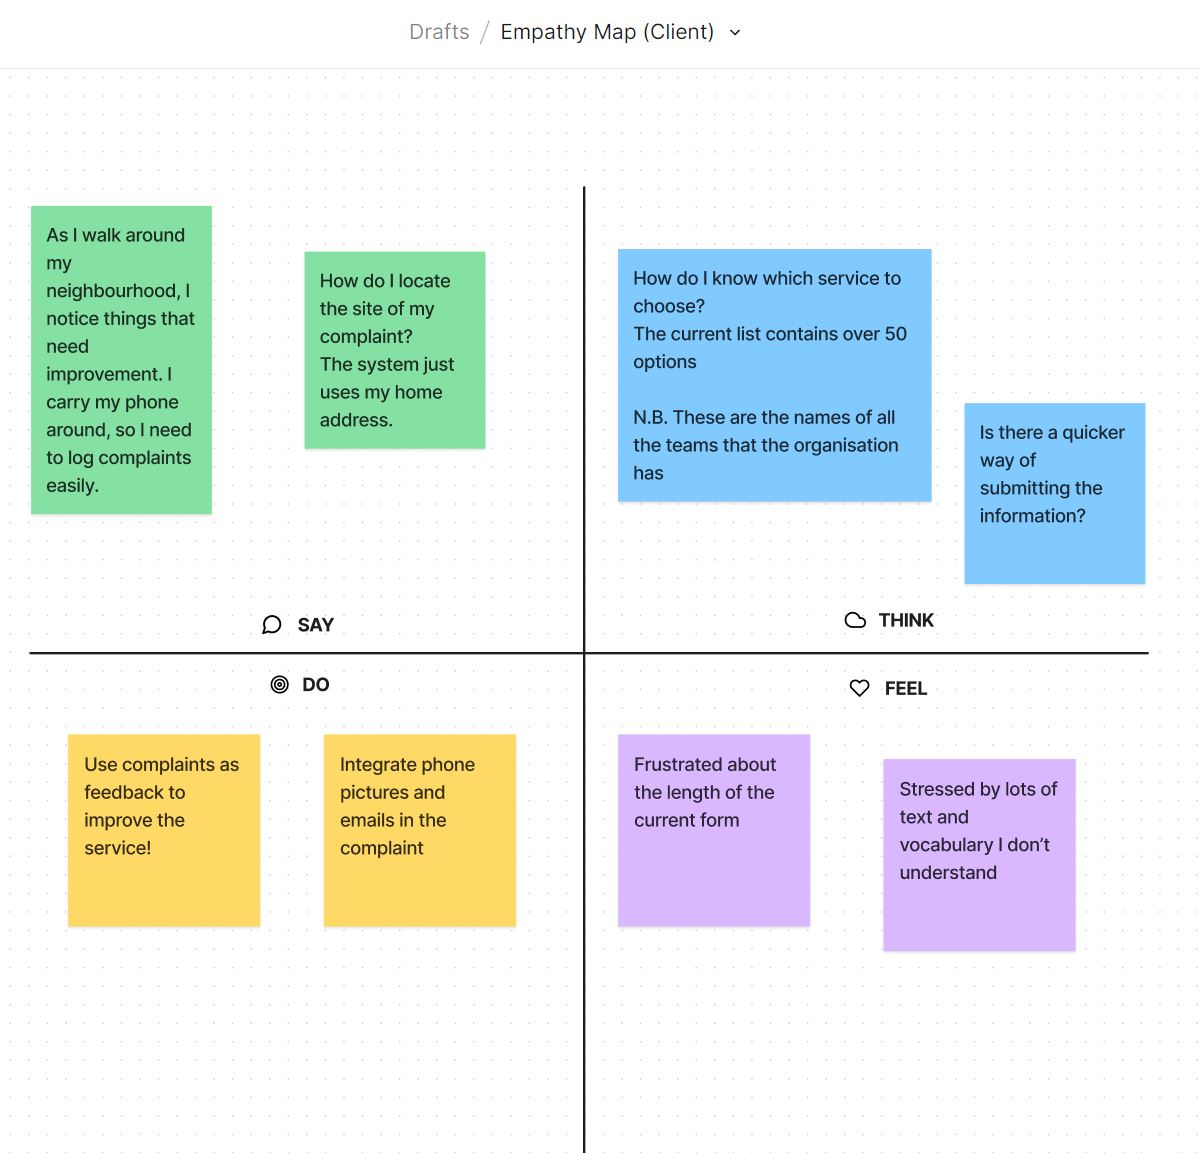 Drafts / Empathy Map (Client)
As I walk around
my
neighbourhood, I
notice things that
need
improvement. I
carry my phone
around, so I need
to log complaints
easily.
How do I locate
the site of my
complaint?
The system just
uses my home
address.
How do I know which service to
choose?
The current list contains over 50
options
N.B. These are the names of all
the teams that the organisation
has
Is there a quicker
way of
submitting the
information?
SAY
THINK
DO
FEEL
Use complaints as
feedback to
improve the
service!
Integrate phone
pictures and
emails in the
complaint
Frustrated about
the length of the
current form
Stressed by lots of
text and
vocabulary I don’t
understand